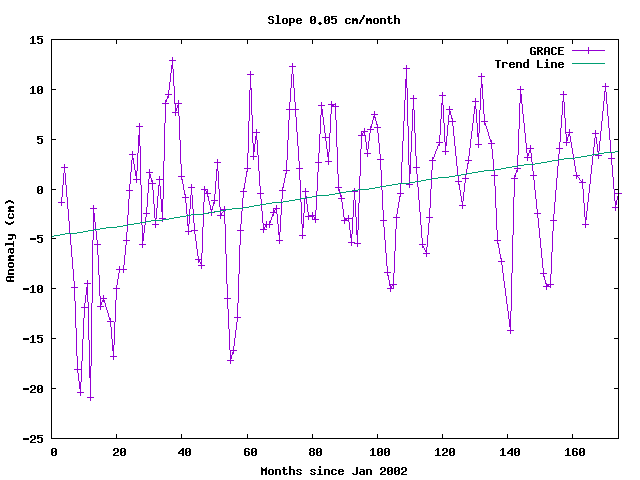 Slope 0.05 cm/month
GRACE
Trend Line
15
10
5
0
-5
-10
-15
-20
-25
Anomaly (cm)
0 20 40 60 80 100 120 140 160
Months since Jan 2002